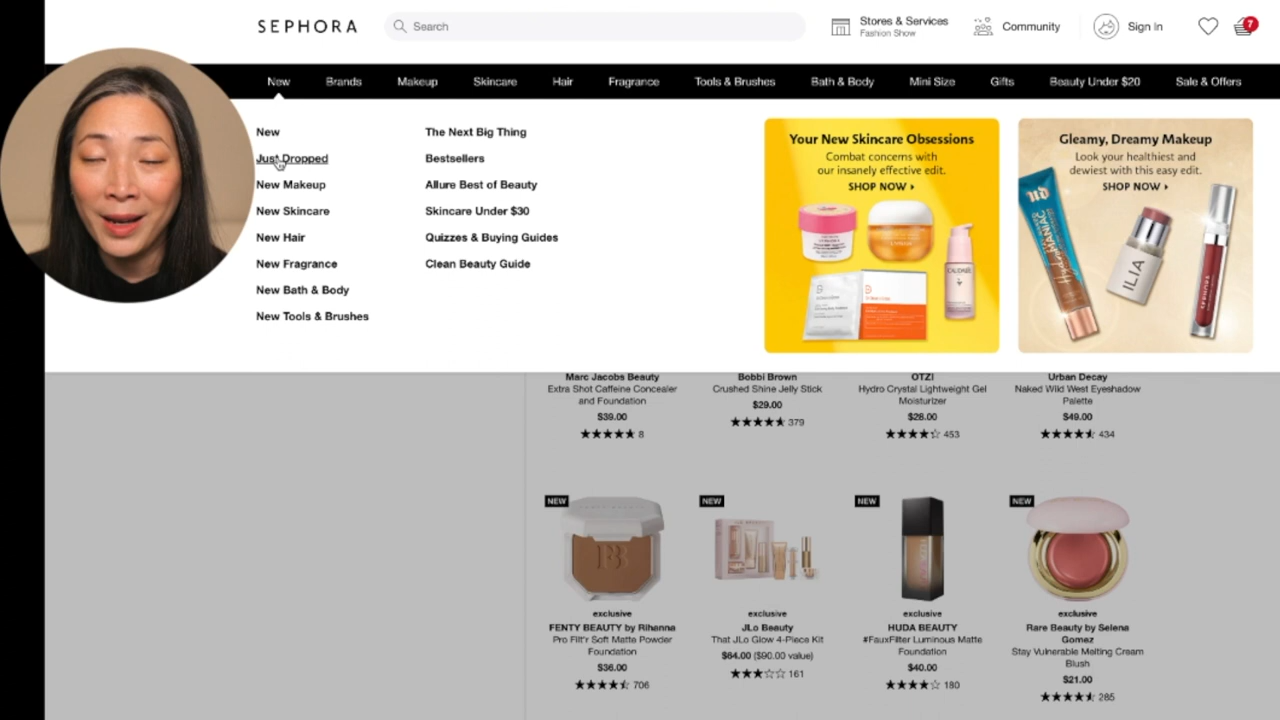 SEPHORA
Search
Stores & Services
Fashion Show
Community
Sign In
7
New
Brands
Makeup
Skincare
Hair
Fragrance
Tools & Brushes
Bath & Body
Mini Size
Gifts
Beauty Under $20
Sale & Offers
New
Just Dropped
New Makeup
New Skincare
New Hair
New Fragrance
New Bath & Body
New Tools & Brushes
The Next Big Thing
Bestsellers
Allure Best of Beauty
Skincare Under $30
Quizzes & Buying Guides
Clean Beauty Guide
Your New Skincare Obsessions
Combat concerns with
our insanely effective edit.
SHOP NOW
CAUDALIE
Gleamy, Dreamy Makeup
Look your healthiest and
dewiest with this easy edit.
SHOP NOW
UD
HydroMANIAC
ILIA
SEPHORA
Marc Jacobs Beauty
Extra Shot Caffeine Concealer
and Foundation
$39.00
8
Bobbi Brown
Crushed Shine Jelly Stick
$29.00
379
OTZI
Hydro Crystal Lightweight Gel
Moisturizer
$28.00
453
Urban Decay
Naked Wild West Eyeshadow
Palette
$49.00
434
NEW
exclusive
FENTY BEAUTY by Rihanna
Pro Filt'r Soft Matte Powder
Foundation
$36.00
706
NEW
exclusive
JLo Beauty
That JLo Glow 4-Piece Kit
$64.00 ($90.00 value)
161
NEW
exclusive
HUDA BEAUTY
#FauxFilter Luminous Matte
Foundation
$40.00
180
NEW
exclusive
Rare Beauty by Selena
Gomez
Stay Vulnerable Melting Cream
Blush
$21.00
285